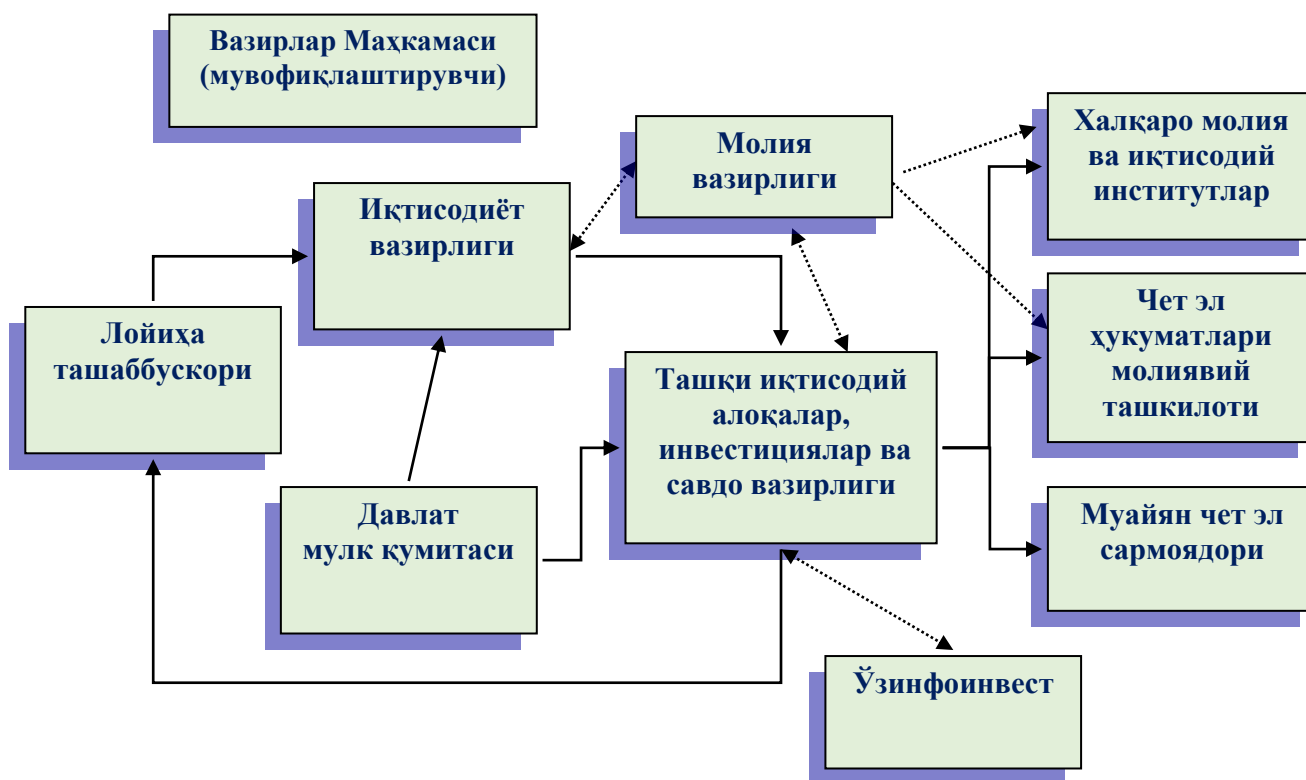 Вазирлар Маҳкамаси
(мувофиқлаштирувчи)
Молия
вазирлиги
Халқаро молия
ва иқтисодий
институтлар
Иқтисодиёт
вазирлиги
Лойиҳа
ташаббускори
Чет эл
ҳукуматлари
молиявий
ташкилоти
Ташқи иқтисодий
алоқалар,
инвестициялар ва
савдо вазирлиги
Давлат
мулк қумитаси
Муайян чет эл
сармоядори
Ўзинфоинвест